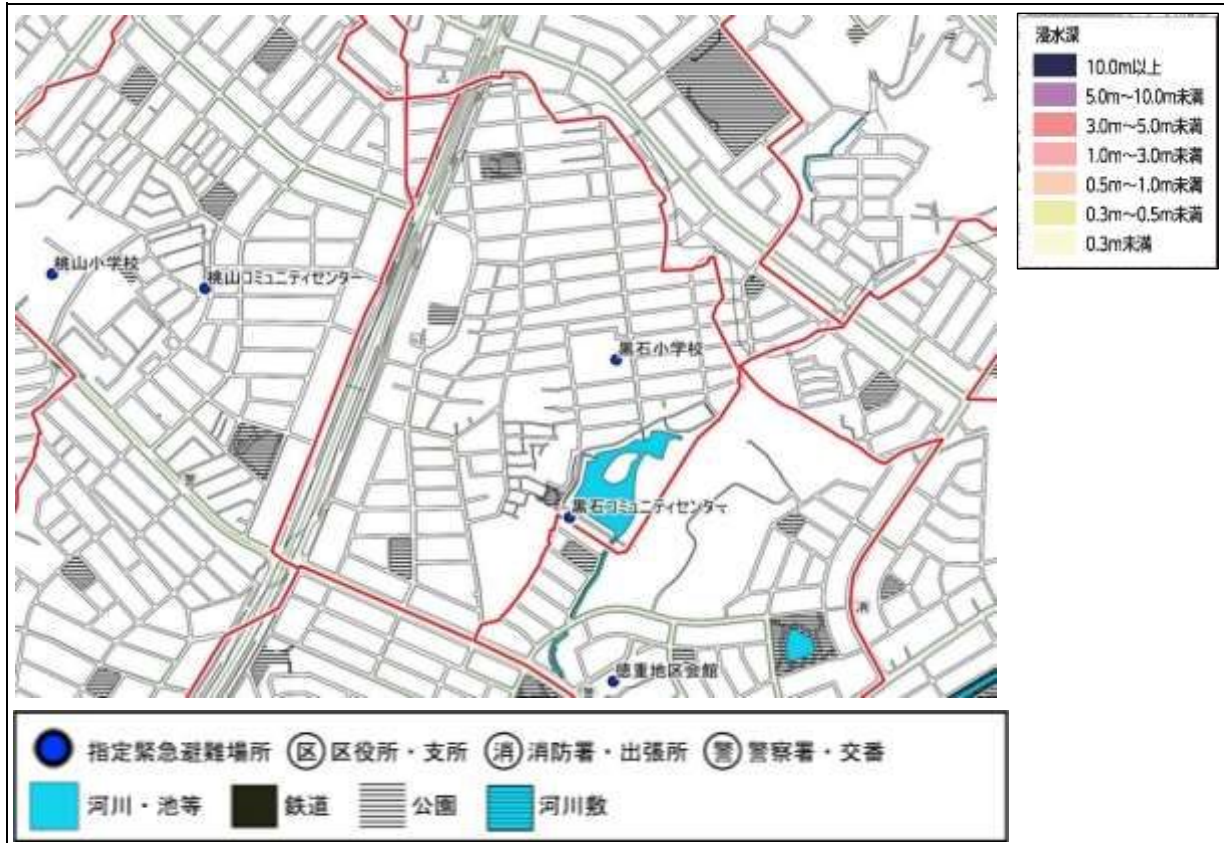 浸水深
10.0m以上
5.0m~10.0m未満
3.0m~5.0m未満
1.0m~3.0m未満
0.5m~1.0m未満
0.3m~0.5m未満
0.3m未満
桃山小学校
桃山コミュニティセンター
黒石小学校
黒石コミュニティセンター
消
徳重地区会館
指定緊急避難場所 区 区役所・支所 消 消防署・出張所 警 警察署・交番
河川・池等 鉄道 公園 河川敷